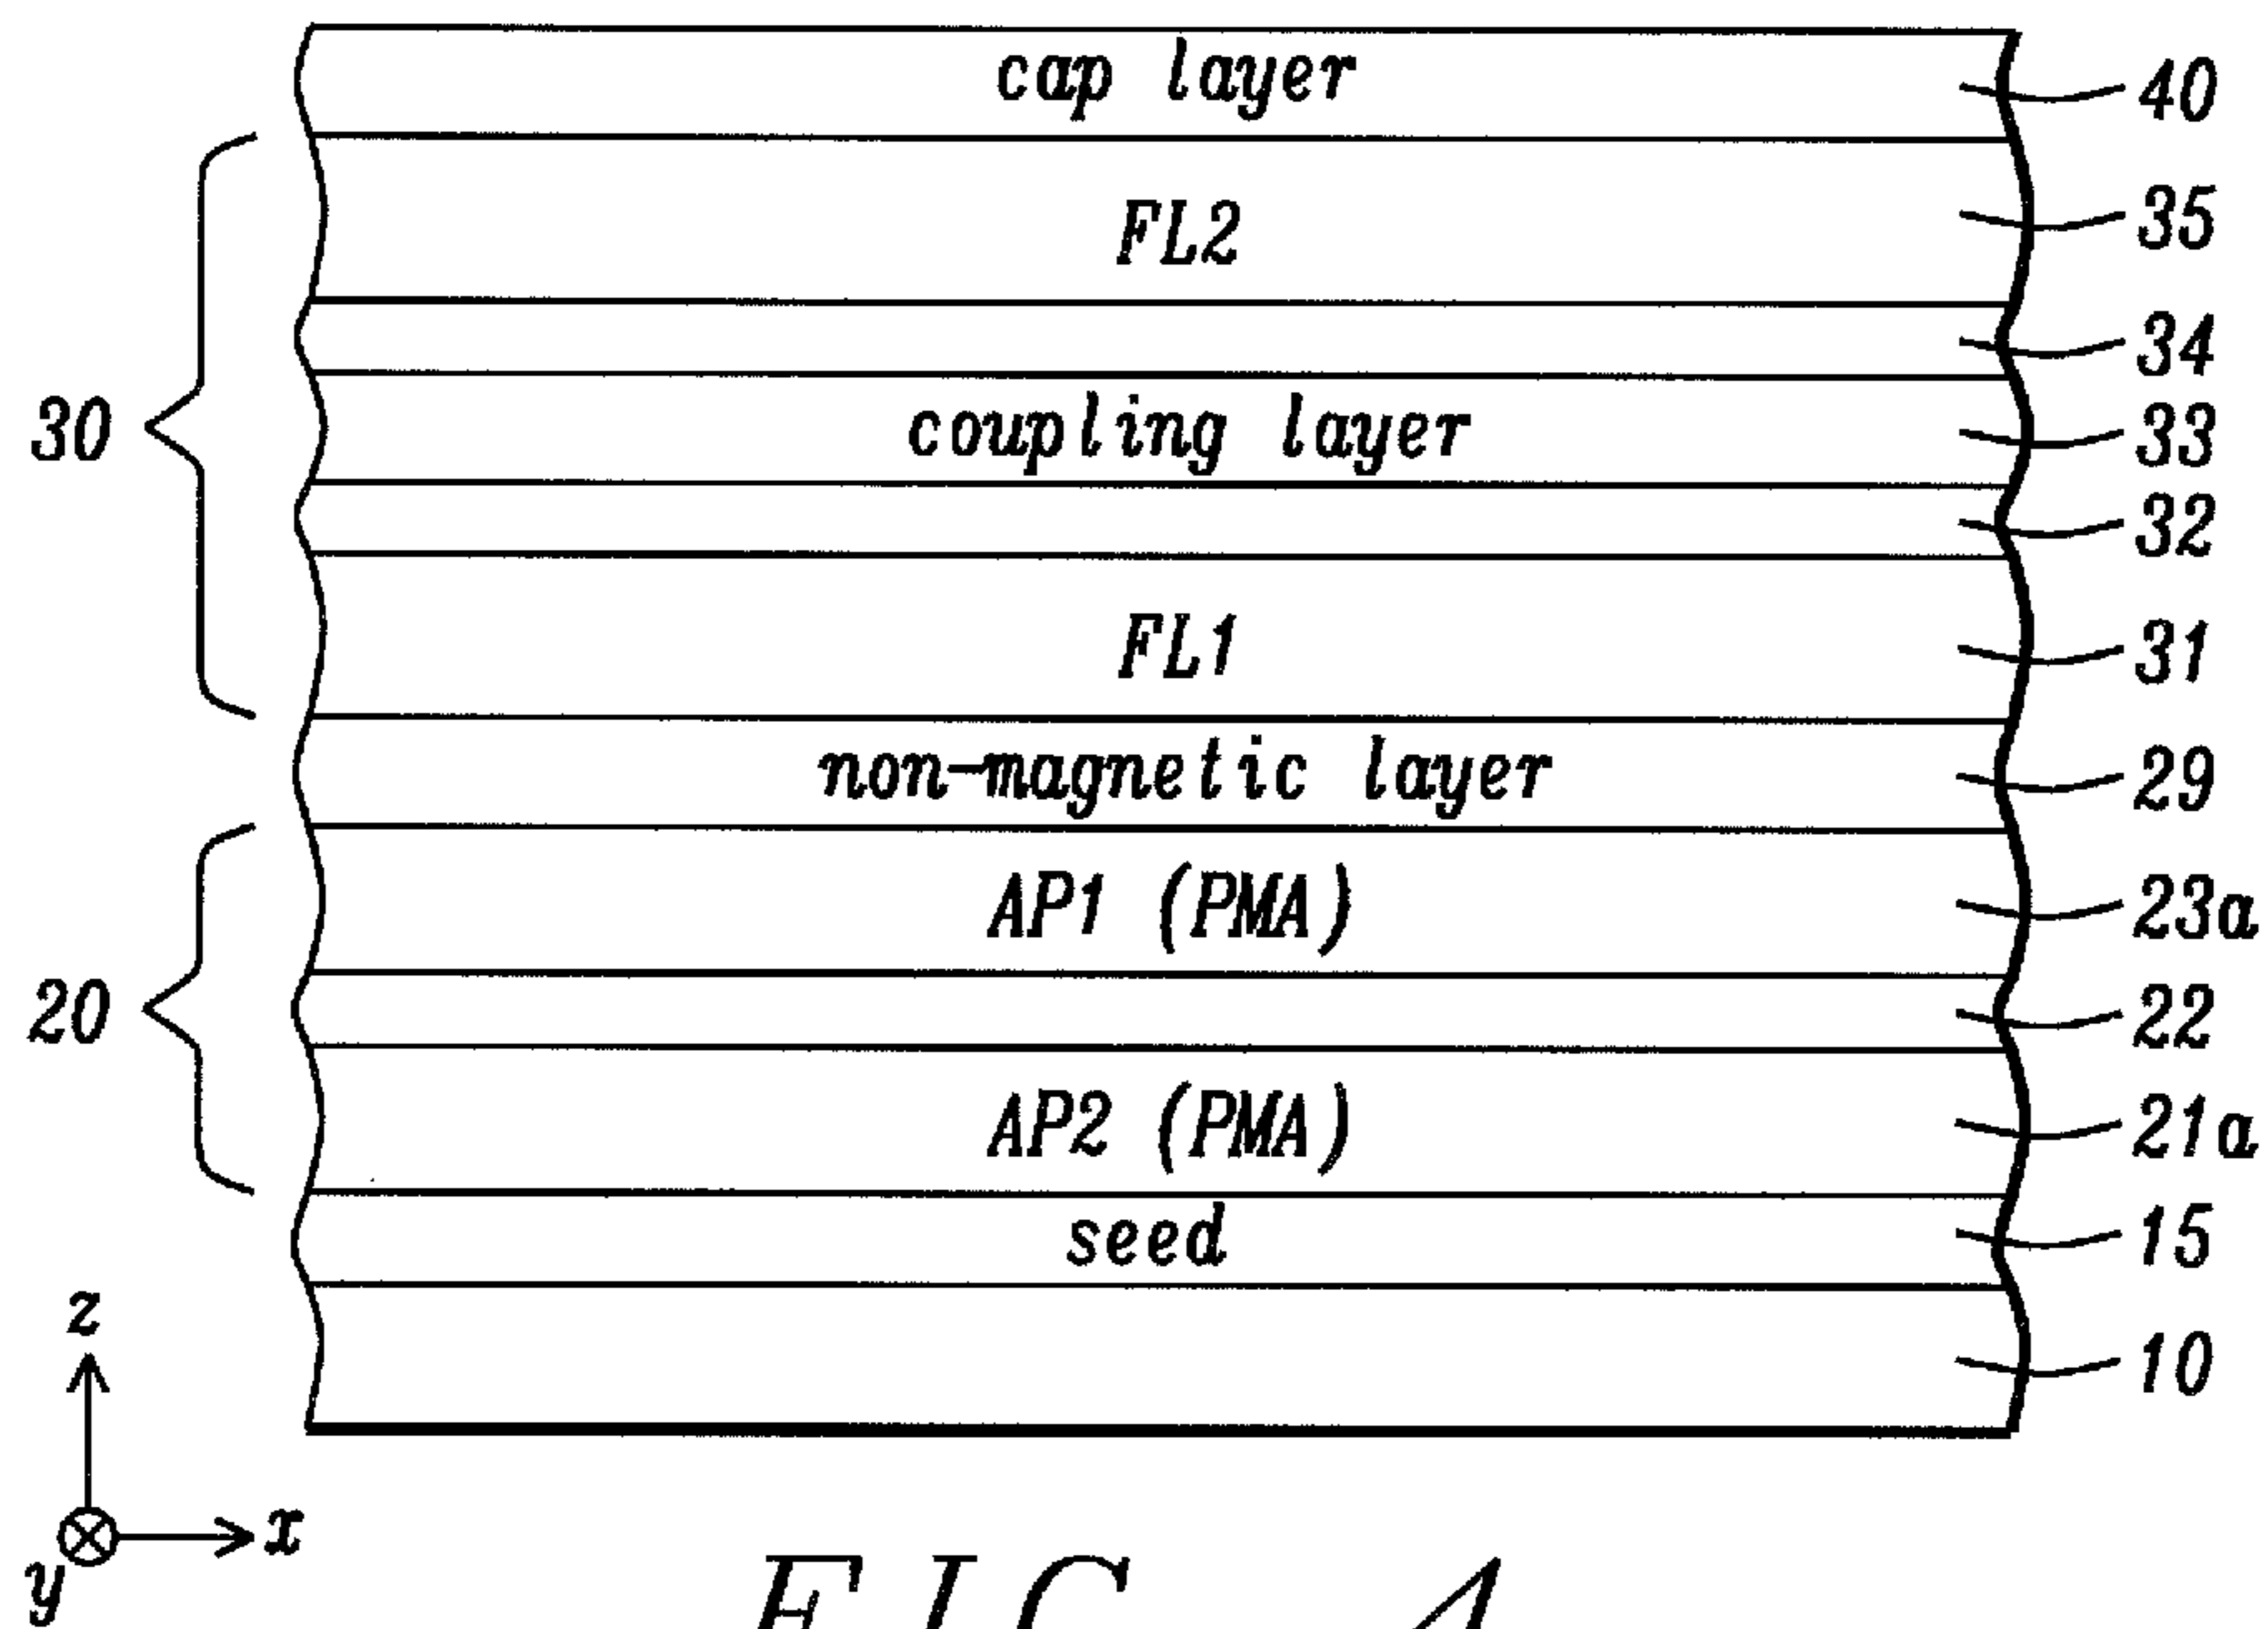 cap layer 40
FL2 35
34
30 coupling layer 33
32
FL1 31
non-magnetic layer 29
AP1 (PMA) 23a
20 22
AP2 (PMA) 21a
seed 15
10
z
x
y